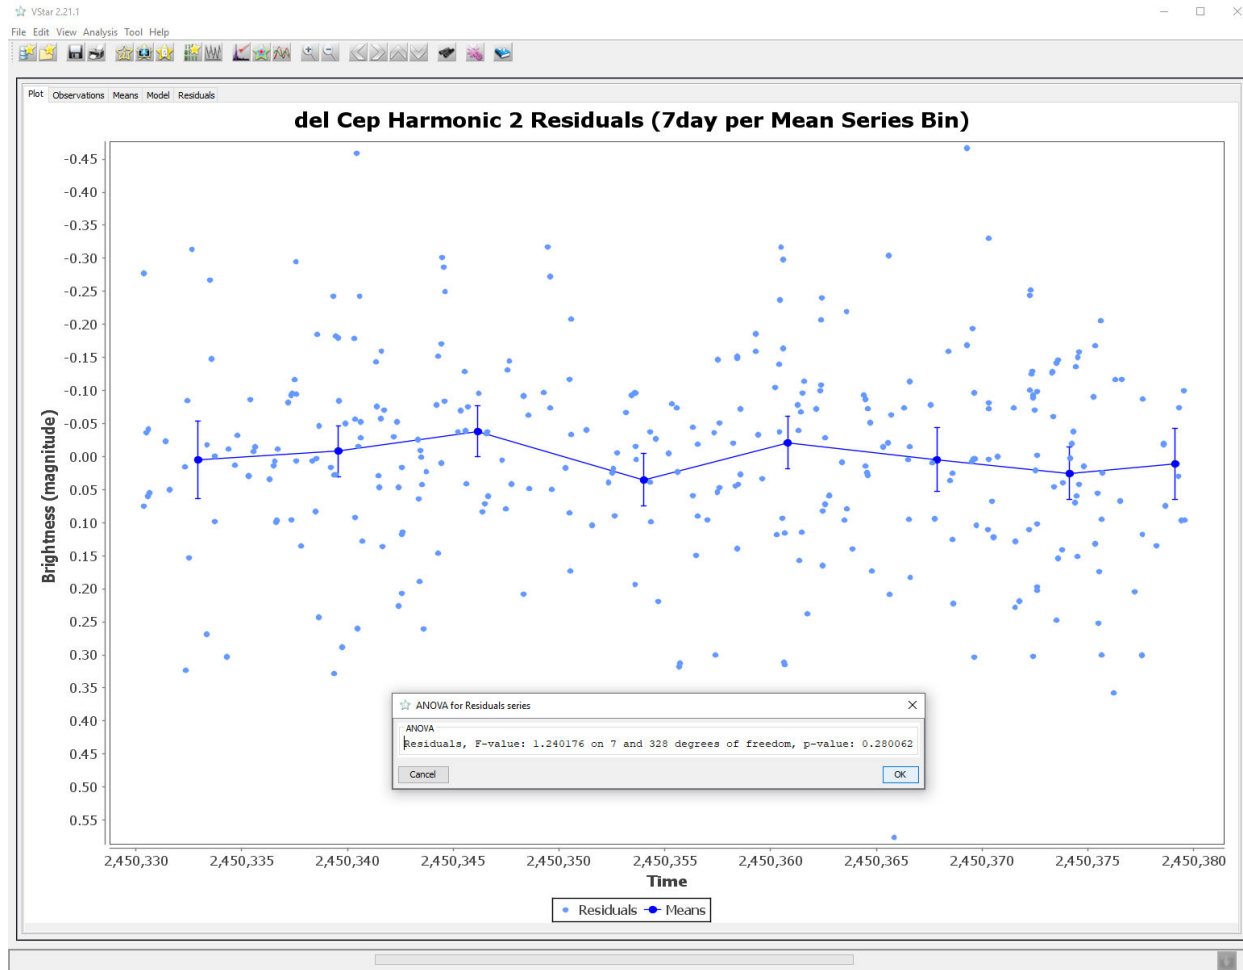 VStar 2.21.1
File Edit View Analysis Tool Help
Plot Observations Means Model Residuals
del Cep Harmonic 2 Residuals (7day per Mean Series Bin)
Brightness (magnitude)
-0.45
-0.40
-0.35
-0.30
-0.25
-0.20
-0.15
-0.10
-0.05
0.00
0.05
0.10
0.15
0.20
0.25
0.30
0.35
0.40
0.45
0.50
0.55
ANOVA for Residuals series
ANOVA
Residuals, F-value: 1.240176 on 7 and 328 degrees of freedom, p-value: 0.280062
Cancel OK
2,450,330 2,450,335 2,450,340 2,450,345 2,450,350 2,450,355 2,450,360 2,450,365 2,450,370 2,450,375 2,450,380
Time
Residuals Means